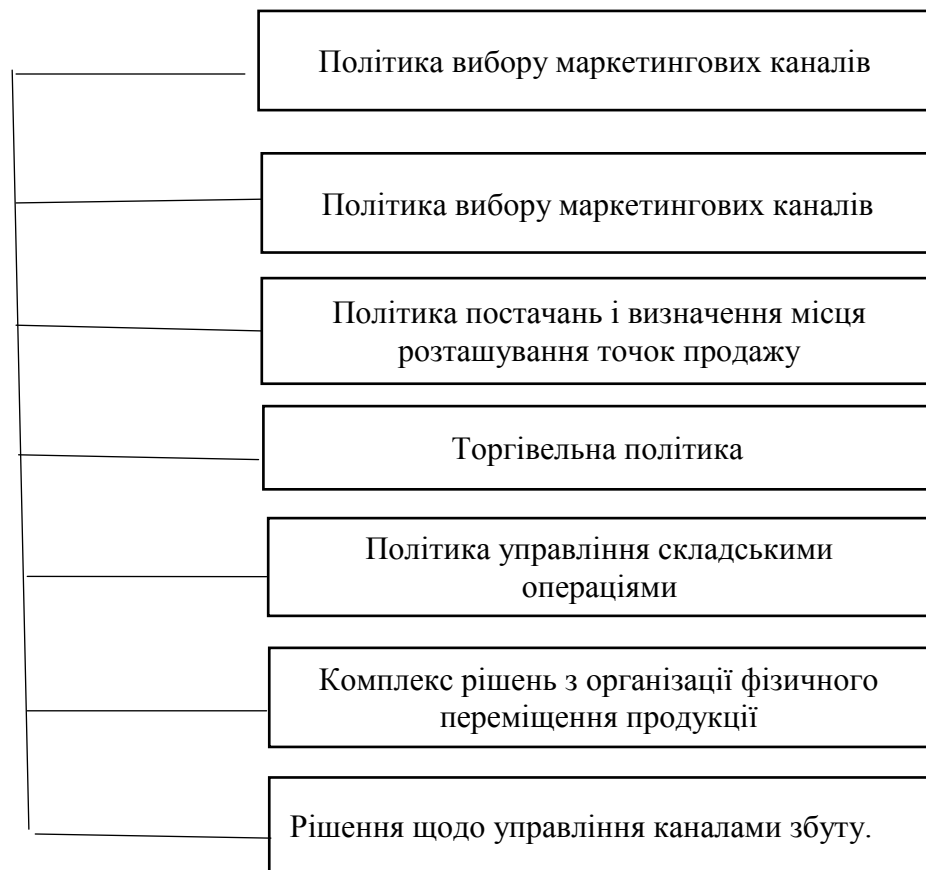 Політика вибору маркетингових каналів
Політика вибору маркетингових каналів
Політика постачань і визначення місця
розташування точок продажу
Торгівельна політика
Політика управління складськими
операціями
Комплекс рішень з організації фізичного
переміщення продукції
Рішення щодо управління каналами збуту.